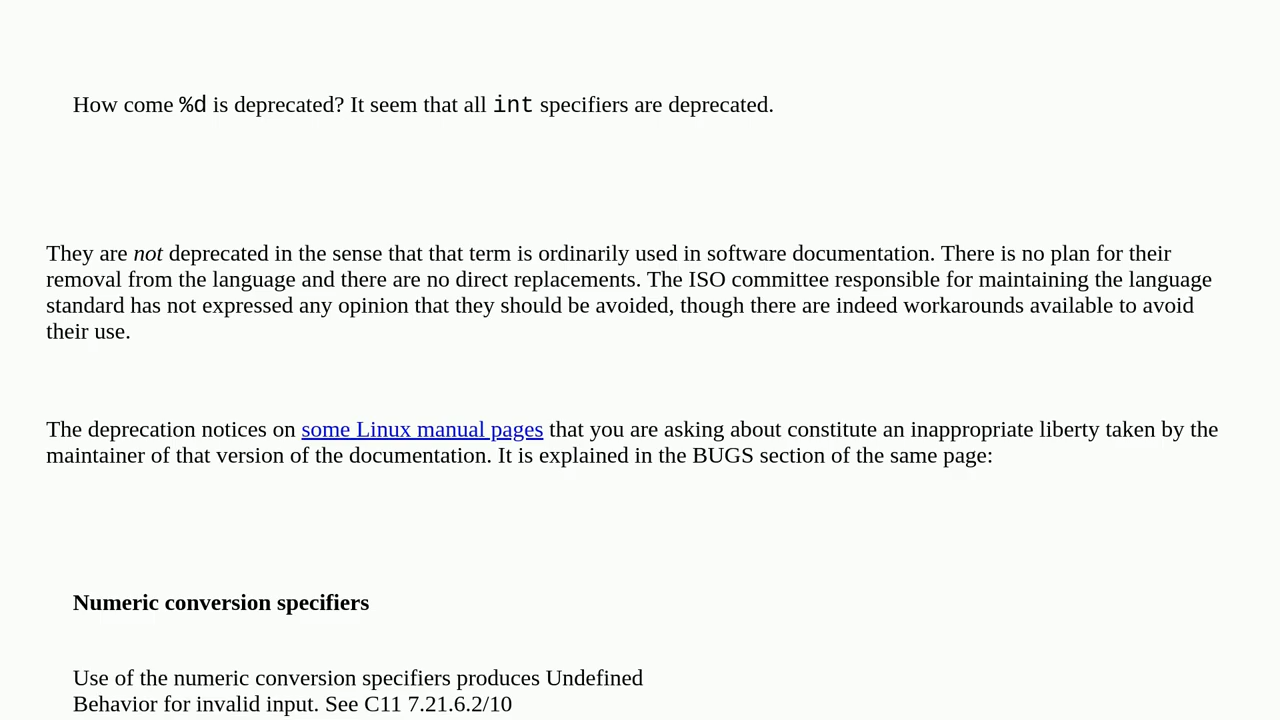 How come %d is deprecated? It seem that all int specifiers are deprecated.
They are not deprecated in the sense that that term is ordinarily used in software documentation. There is no plan for their
removal from the language and there are no direct replacements. The ISO committee responsible for maintaining the language
standard has not expressed any opinion that they should be avoided, though there are indeed workarounds available to avoid
their use.
The deprecation notices on some Linux manual pages that you are asking about constitute an inappropriate liberty taken by the
maintainer of that version of the documentation. It is explained in the BUGS section of the same page:
Numeric conversion specifiers
Use of the numeric conversion specifiers produces Undefined
Behavior for invalid input. See C11 7.21.6.2/10